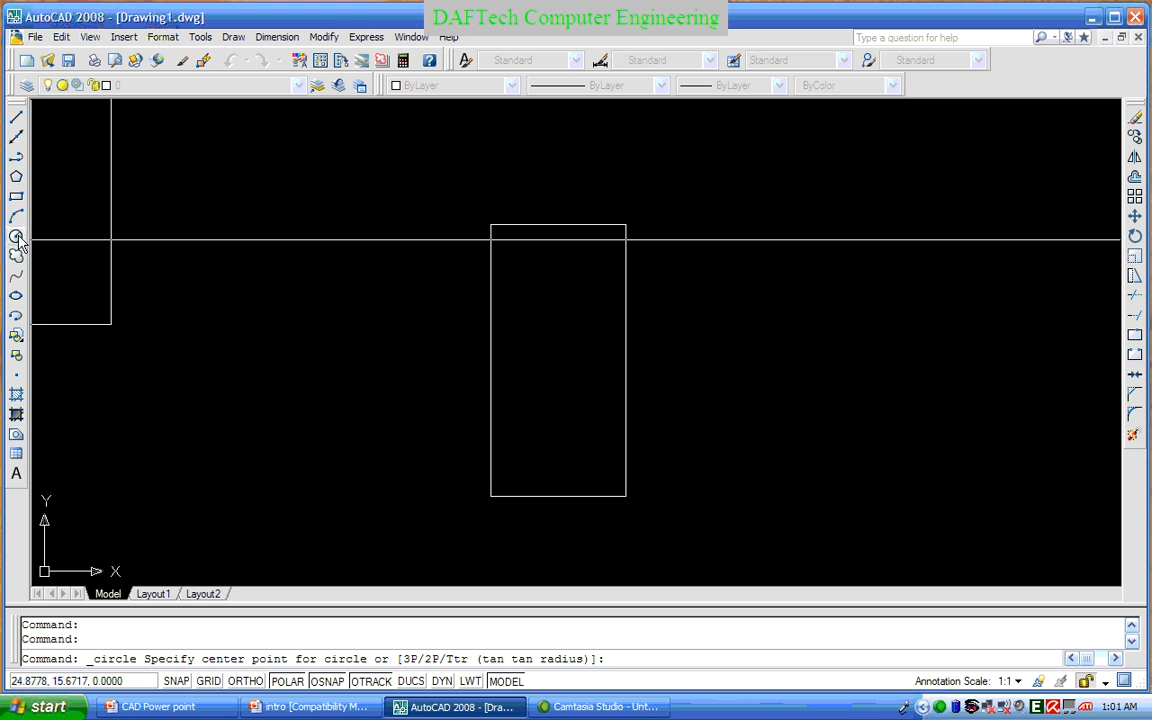 AutoCAD 2008 - [Drawing1.dwg]
DAFTech Computer Engineering
File Edit View Insert Format Tools Draw Dimension Modify Express Window Help
Type a question for help
Standard Standard Standard Standard
0 ByLayer ByLayer ByLayer ByColor
Y
X
Model Layout1 Layout2
Command:
Command:
Command: _circle Specify center point for circle or [3P/2P/Ttr (tan tan radius)]:
24.8778, 15.6717, 0.0000 SNAP GRID ORTHO POLAR OSNAP OTRACK DUCS DYN LWT MODEL Annotation Scale: 1:1
start CAD Power point intro [Compatibility M... AutoCAD 2008 - [Dra... Camtasia Studio - Unt... E 1:01 AM